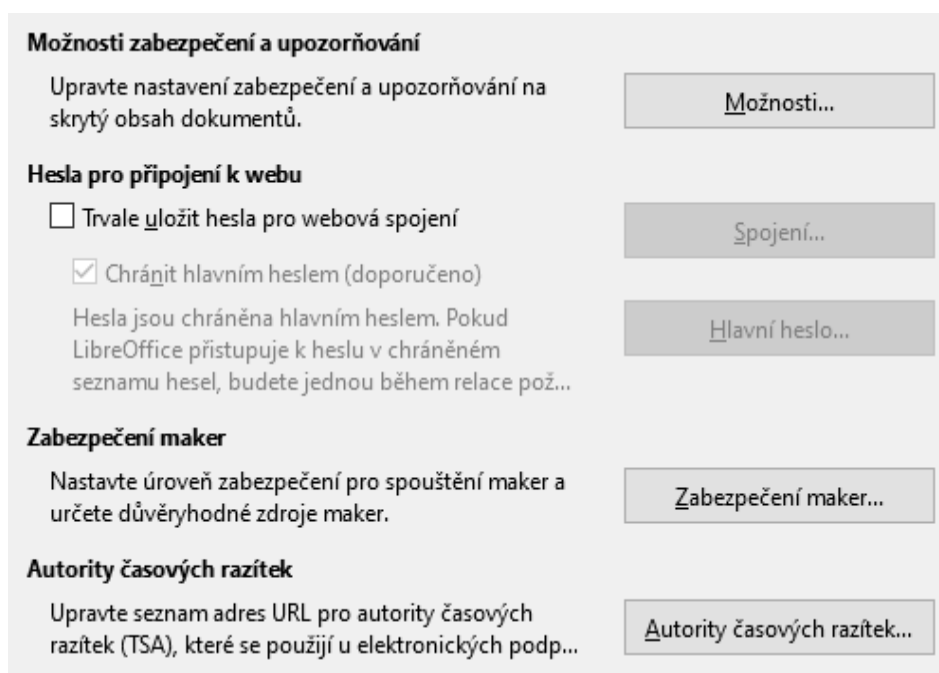 Možnosti zabezpečení a upozorňování
Upravte nastavení zabezpečení a upozorňování na
skrytý obsah dokumentů.
Možnosti...
Hesla pro připojení k webu
Trvale uložit hesla pro webová spojení
Spojení...
Chránit hlavním heslem (doporučeno)
Hesla jsou chráněna hlavním heslem. Pokud
LibreOffice přistupuje k heslu v chráněném
seznamu hesel, budete jednou během relace pož...
Hlavní heslo...
Zabezpečení maker
Nastavte úroveň zabezpečení pro spouštění maker a
určete důvěryhodné zdroje maker.
Zabezpečení maker...
Autority časových razítek
Upravte seznam adres URL pro autority časových
razítek (TSA), které se použijí u elektronických podp...
Autority časových razítek...